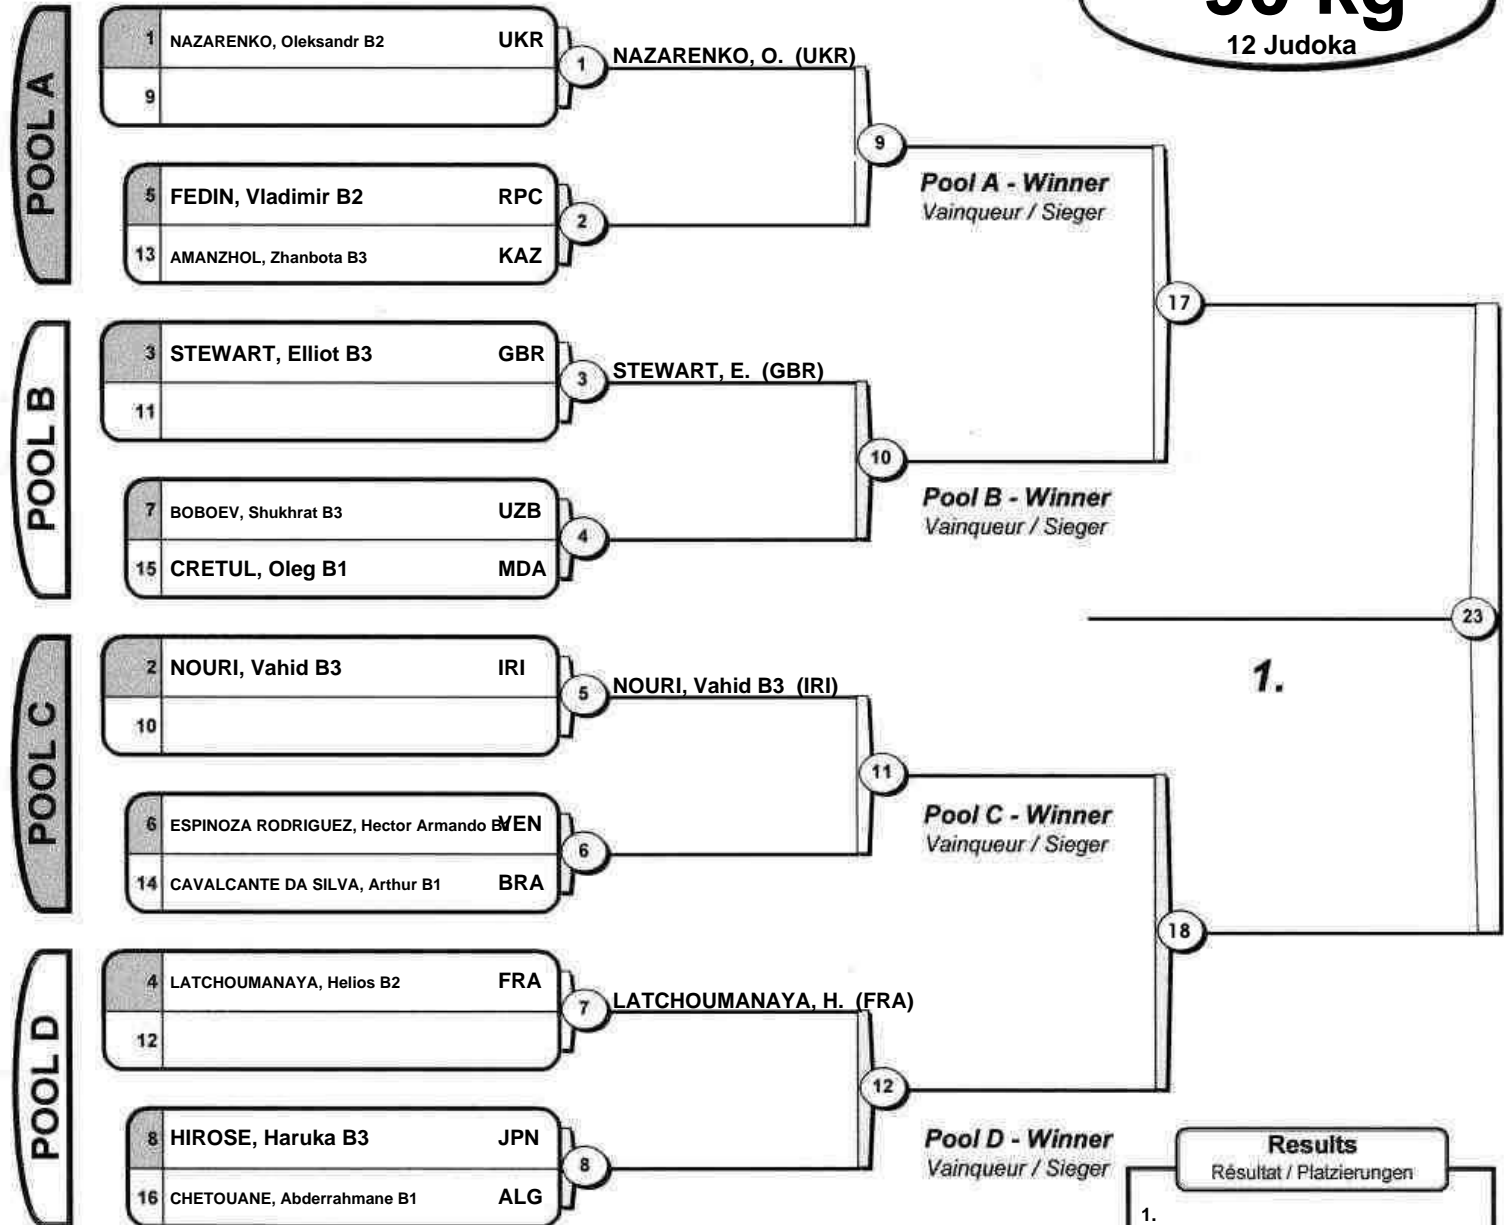 90 kg
12 Judoka
POOL A
1 NAZARENKO, Oleksandr B2 UKR
9
1 NAZARENKO, O. (UKR)
5 FEDIN, Vladimir B2 RPC
13 AMANZHOL, Zhanbota B3 KAZ
2
9
Pool A - Winner
Vainqueur / Sieger
17
POOL B
3 STEWART, Elliot B3 GBR
11
3 STEWART, E. (GBR)
7 BOBOEV, Shukhrat B3 UZB
15 CRETUL, Oleg B1 MDA
4
10
Pool B - Winner
Vainqueur / Sieger
23
1.
POOL C
2 NOURI, Vahid B3 IRI
10
5 NOURI, Vahid B3 (IRI)
6 ESPINOZA RODRIGUEZ, Hector Armando VEN
14 CAVALCANTE DA SILVA, Arthur B1 BRA
6
11
Pool C - Winner
Vainqueur / Sieger
18
POOL D
4 LATCHOUMANAYA, Helios B2 FRA
12
7 LATCHOUMANAYA, H. (FRA)
8 HIROSE, Haruka B3 JPN
16 CHETOUANE, Abderrahmane B1 ALG
8
12
Pool D - Winner
Vainqueur / Sieger
Results
Résultat / Platzierungen
1.